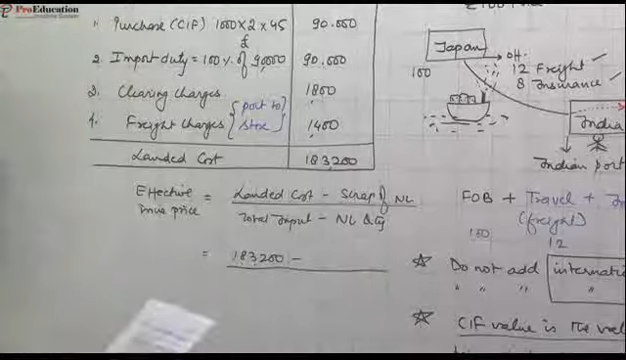 ProEducation
1. Purchase (CIF) 1000 x 2 x 45 90.000
£
2. Import duty = 100 %. of 90,000 90.000
3. Clearing charges 1800
4. Freight charges { port to store 1400
Landed Cost 183200
Effective issue price = Landed Cost - Scrap of NL
Total Input - NL
= 183200 -
Japan
100
12 Freight ✓
8 Insurance ✓
India
Indian port
FOB + Travel +
(freight)
100 12
☆ Do not add
" " "
☆ CIF value is the